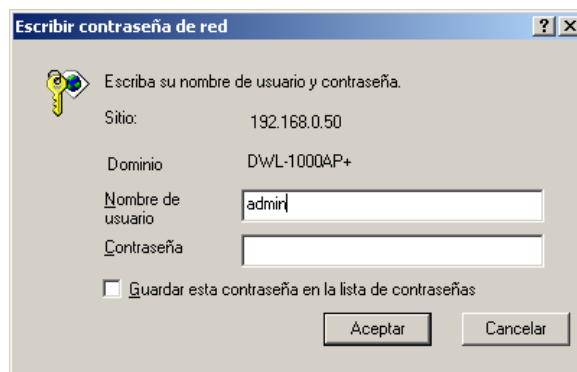 Escribir contraseña de red
Escriba su nombre de usuario y contraseña.
Sitio: 192.168.0.50
Dominio DWL-1000AP+
Nombre de usuario admin
Contraseña
Guardar esta contraseña en la lista de contraseñas
Aceptar Cancelar